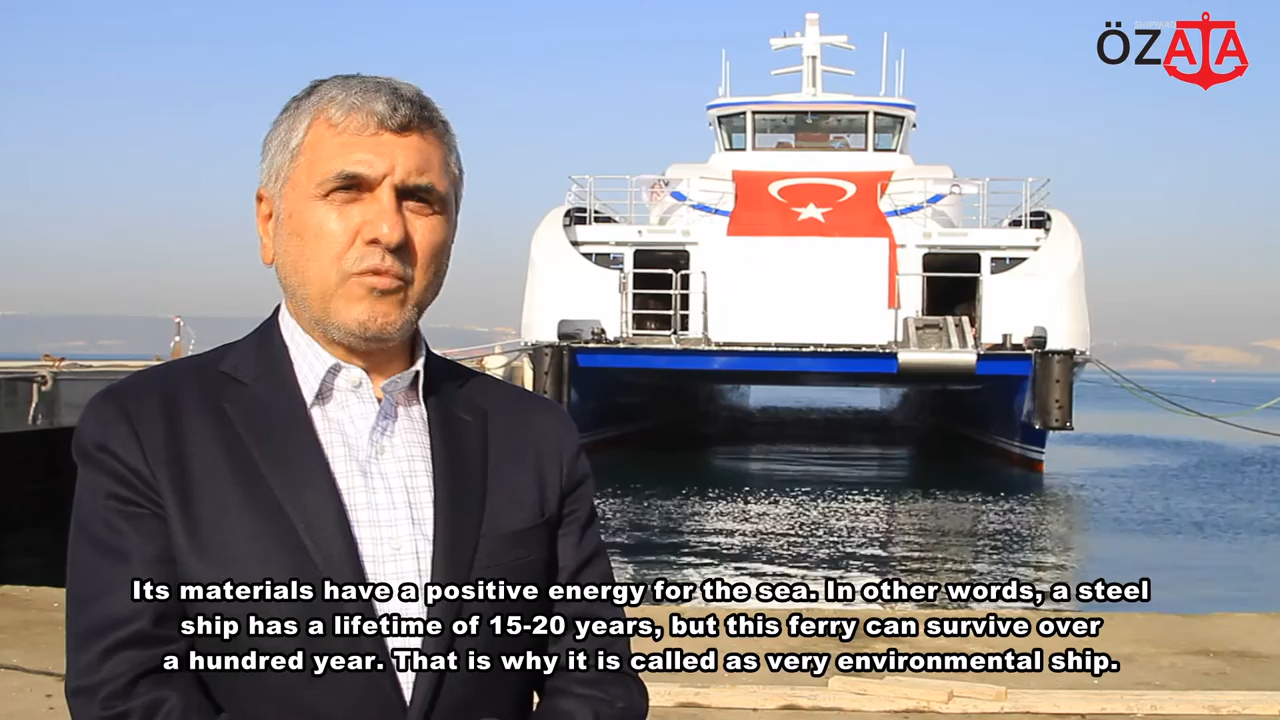 SHIPYARD
ÖZATA
Its materials have a positive energy for the sea. In other words, a steel
ship has a lifetime of 15-20 years, but this ferry can survive over
a hundred year. That is why it is called as very environmental ship.